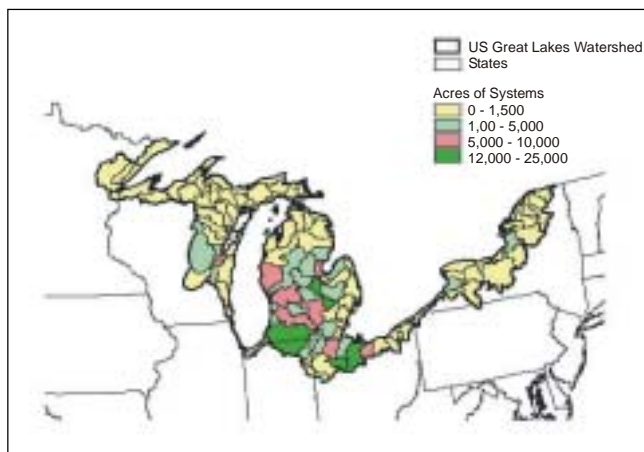 US Great Lakes Watershed
States
Acres of Systems
0 - 1,500
1,00 - 5,000
5,000 - 10,000
12,000 - 25,000